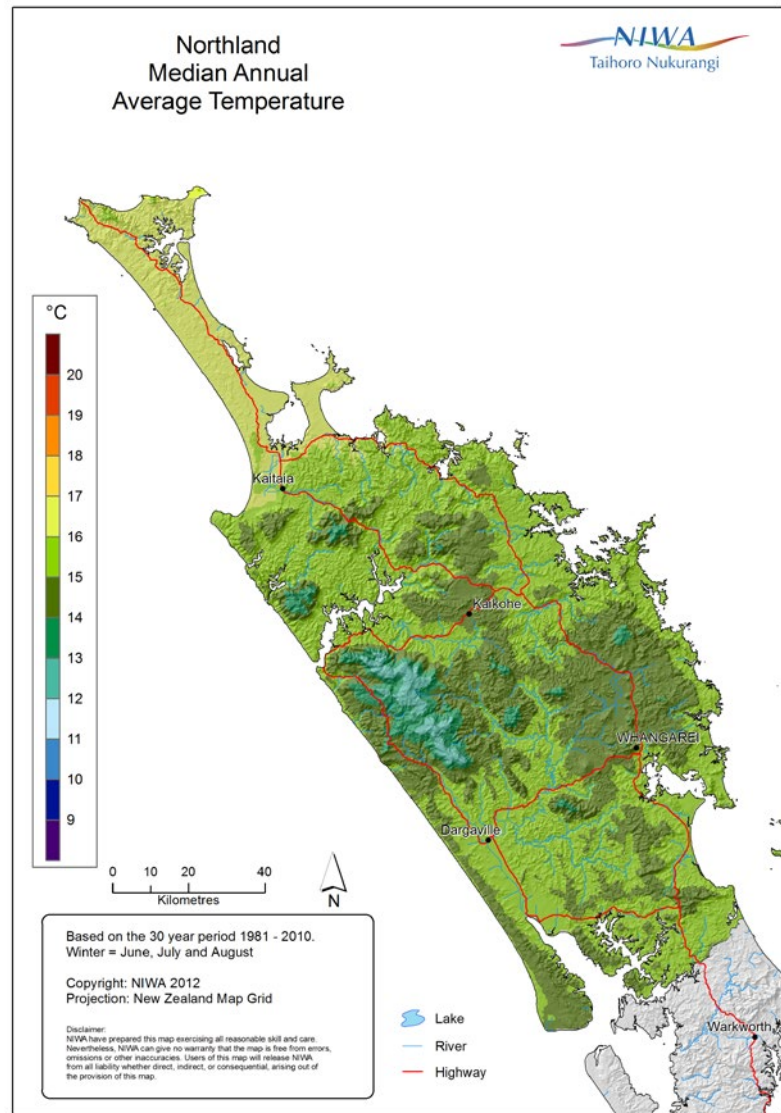 Northland
Median Annual
Average Temperature
NIWA
Taihoro Nukurangi
°C
20
19
18
17
16
15
14
13
12
11
10
9
Kaitaia
Kaikohe
WHANGAREI
Dargaville
Warkworth
0 20 40
Kilometres
N
Based on the 30 year period 1981 - 2010.
Winter = June, July and August
Copyright: NIWA 2012
Projection: New Zealand Map Grid
Disclaimer:
NIWA have prepared this map exercising all reasonable skill and care.
Nevertheless, NIWA can give no warranty that the map is free from errors,
omissions or other inaccuracies. Users of this map will release NIWA
from all liability whether direct, indirect, or consequential, arising out of
the provision of this map.
Lake
River
Highway